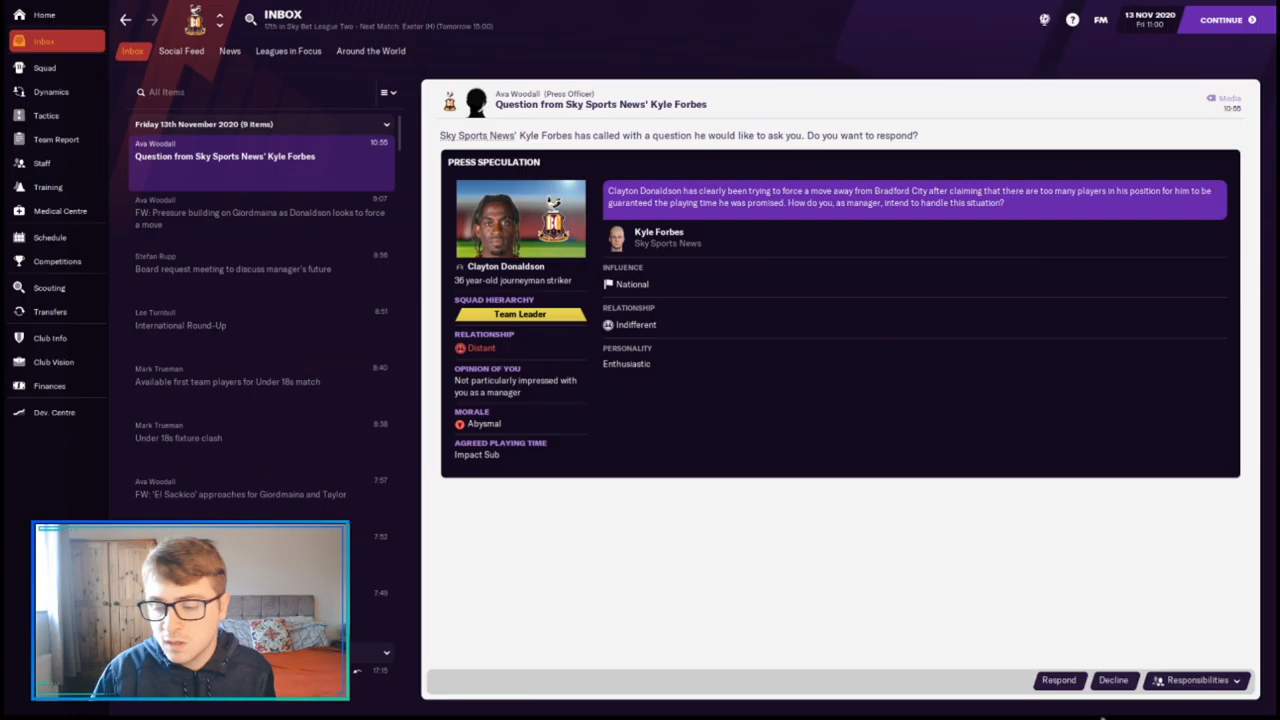 Home
Inbox
Squad
Dynamics
Tactics
Team Report
Staff
Training
Medical Centre
Schedule
Competitions
Scouting
Transfers
Club Info
Club Vision
Finances
Dev. Centre
INBOX
17th in Sky Bet League Two - Next Match: Exeter (H) (Tomorrow 15:00)
?
FM
13 NOV 2020
Fri 11:00
CONTINUE
Inbox
Social Feed
News
Leagues in Focus
Around the World
All Items
Friday 13th November 2020 (9 items)
Ava Woodall 10:55
Question from Sky Sports News' Kyle Forbes
Ava Woodall 9:07
FW: Pressure building on Giordmaina as Donaldson looks to force
a move
Stefan Rupp 8:56
Board request meeting to discuss manager's future
Lee Turnbull 8:51
International Round-Up
Mark Trueman 8:40
Available first team players for Under 18s match
Mark Trueman 8:38
Under 18s fixture clash
Ava Woodall 7:57
FW: 'El Sackico' approaches for Giordmaina and Taylor
7:52
7:49
17:15
Ava Woodall (Press Officer)
Question from Sky Sports News' Kyle Forbes
Media
10:55
Sky Sports News' Kyle Forbes has called with a question he would like to ask you. Do you want to respond?
PRESS SPECULATION
Clayton Donaldson
36 year-old journeyman striker
SQUAD HIERARCHY
Team Leader
RELATIONSHIP
Distant
OPINION OF YOU
Not particularly impressed with
you as a manager
MORALE
Abysmal
AGREED PLAYING TIME
Impact Sub
Clayton Donaldson has clearly been trying to force a move away from Bradford City after claiming that there are too many players in his position for him to be
guaranteed the playing time he was promised. How do you, as manager, intend to handle this situation?
Kyle Forbes
Sky Sports News
INFLUENCE
National
RELATIONSHIP
Indifferent
PERSONALITY
Enthusiastic
Respond
Decline
Responsibilities